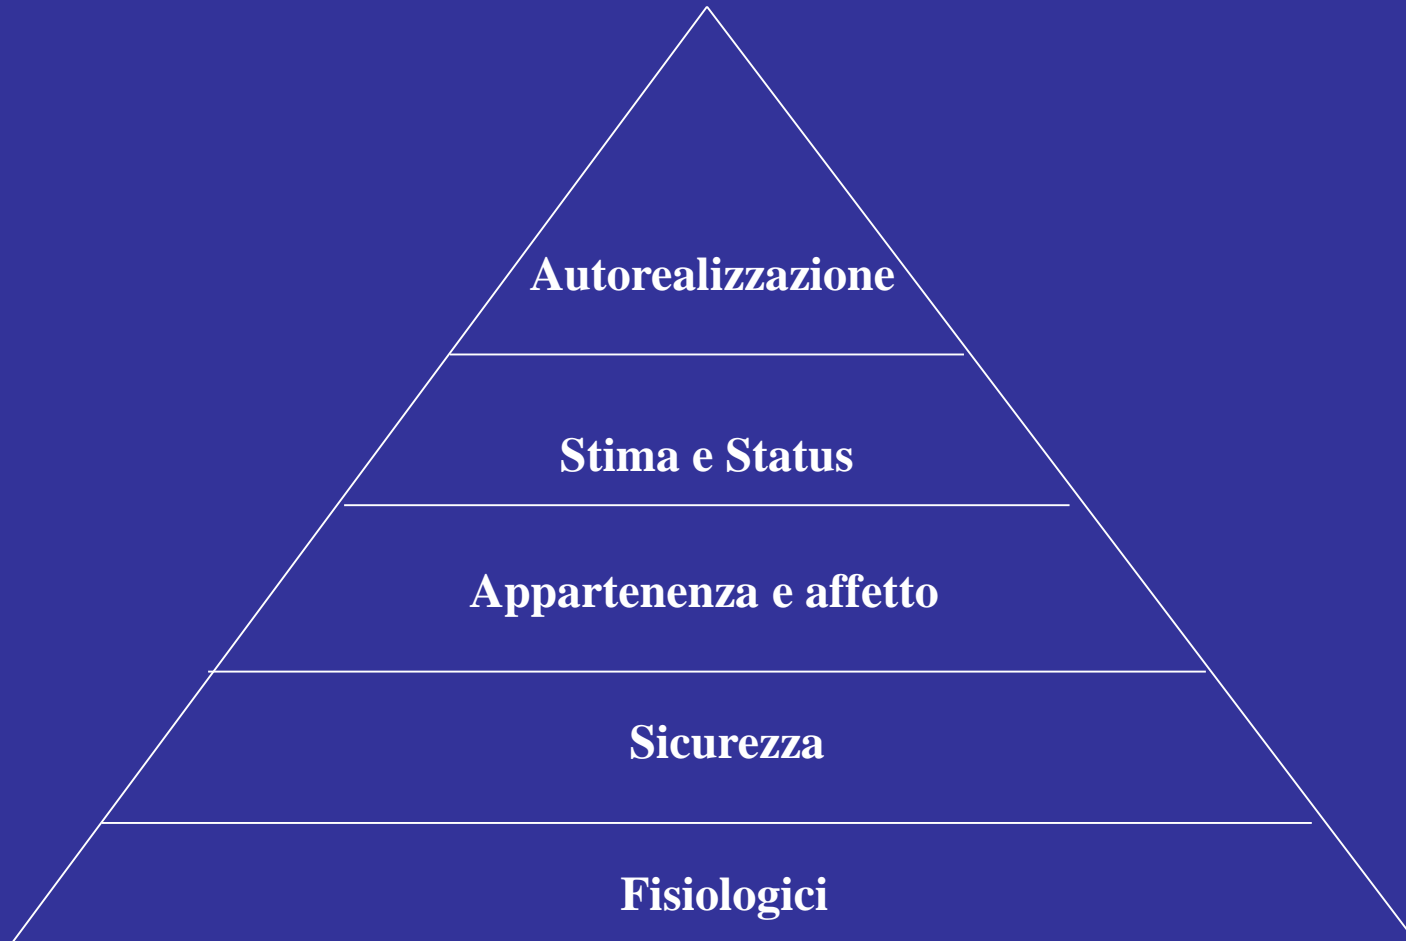 Autorealizzazione
Stima e Status
Appartenenza e affetto
Sicurezza
Fisiologici